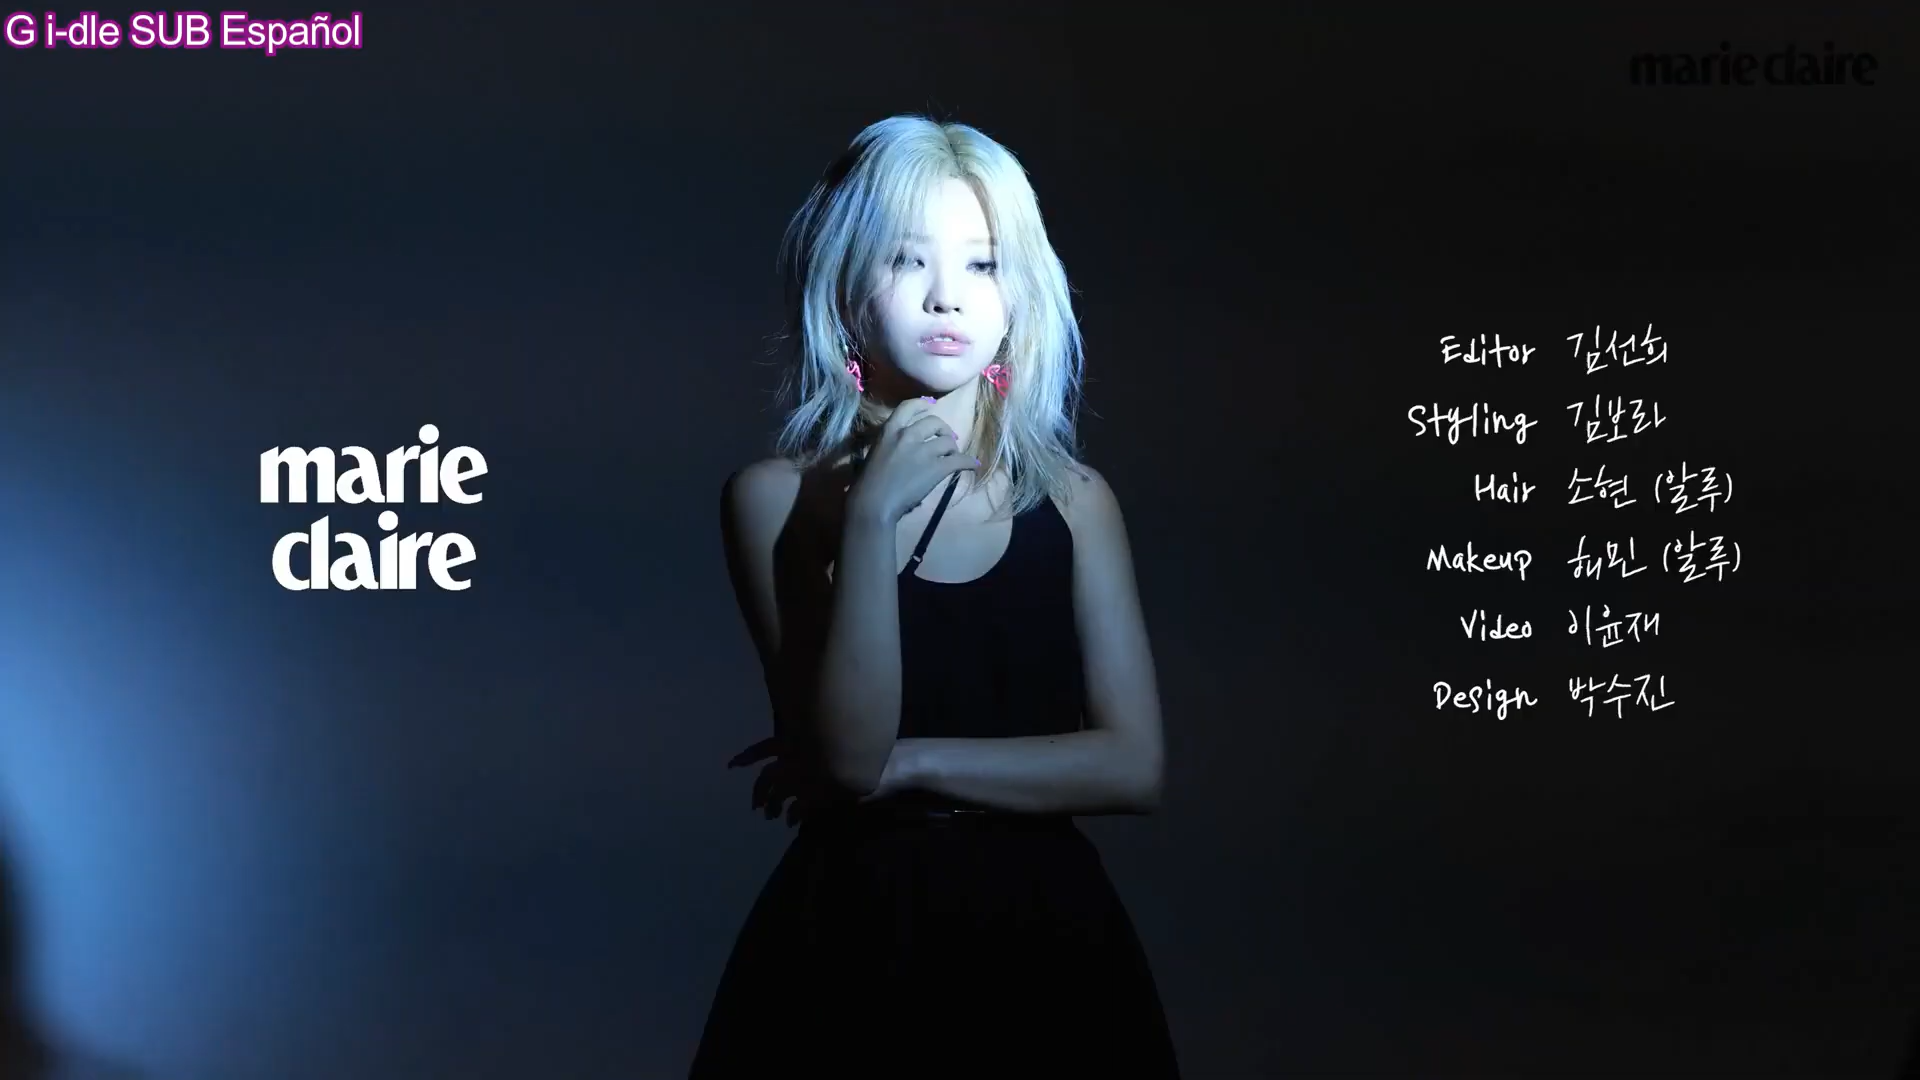 G i-dle SUB Español
marie claire
marie
claire
Editor 김선희
Styling 김보라
Hair 소현 (알루)
Makeup 해민 (알루)
Video 이윤재
Design 박수진